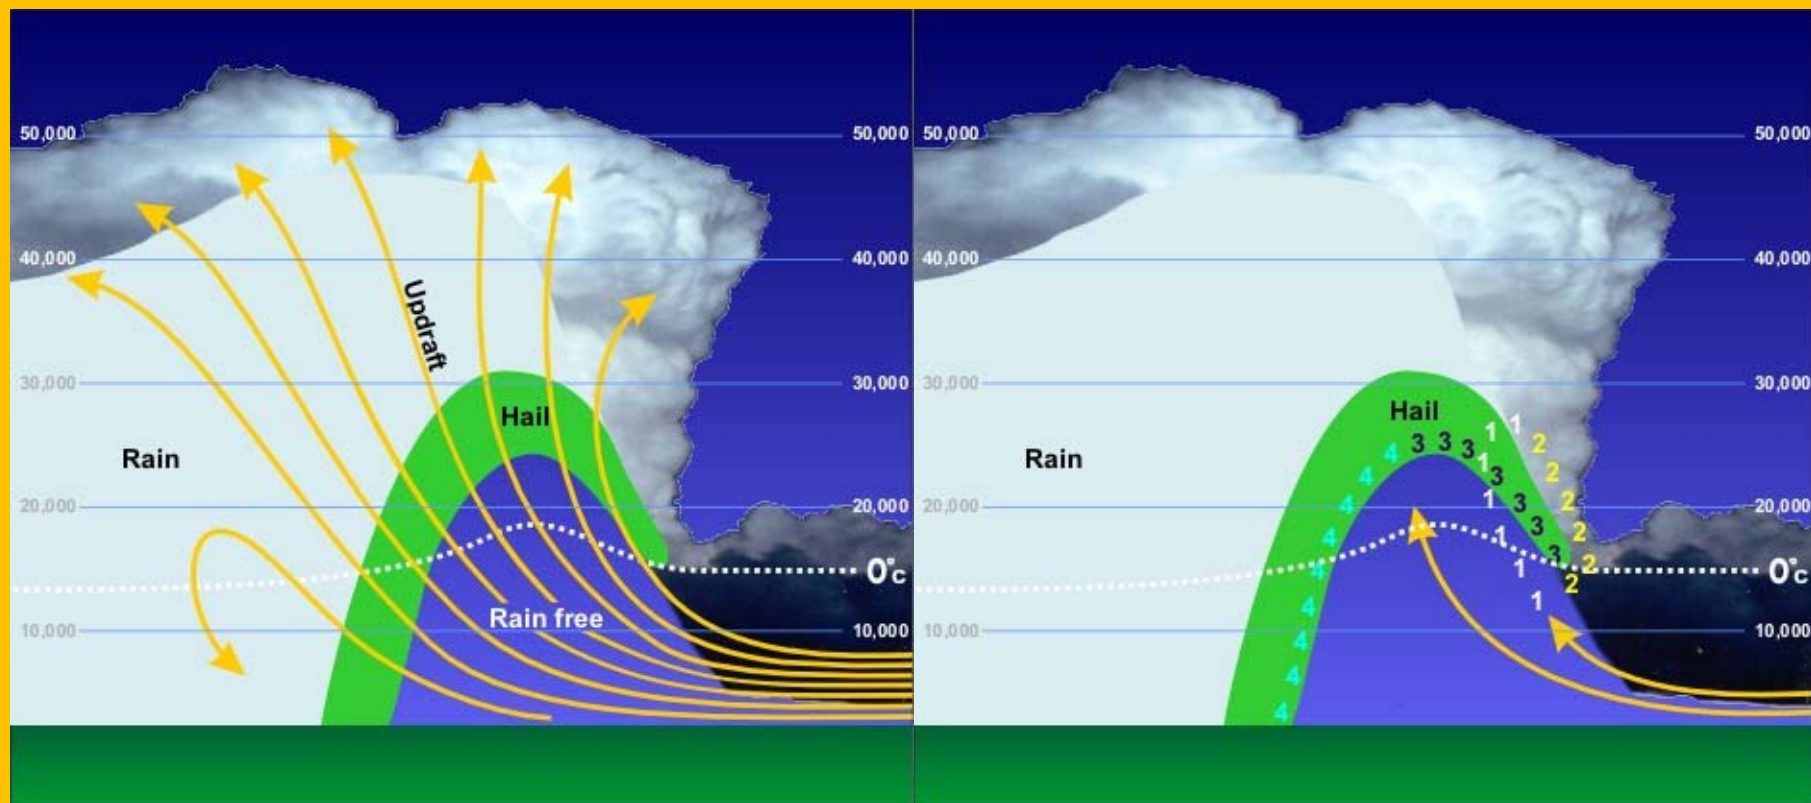 50,000 50,000
40,000 40,000
Updraft
30,000 30,000
Hail
Rain
20,000 20,000
0°c
Rain free
10,000 10,000
50,000 50,000
40,000 40,000
30,000 30,000
Hail
1 1 2
4 3 3 3
Rain
1 2
4 3
4 1 3 2 20,000
20,000
4 1 3 2
3 2
4 1 2 0°c
4 1
10,000 10,000
4
4
4